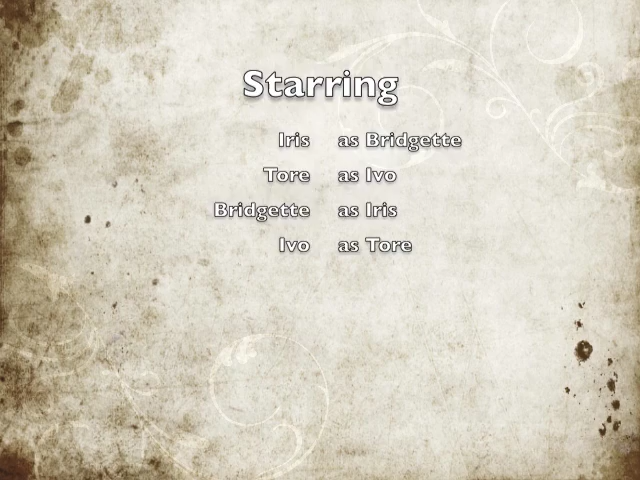 Starring
Iris as Bridgette
Tore as Ivo
Bridgette as Iris
Ivo as Tore